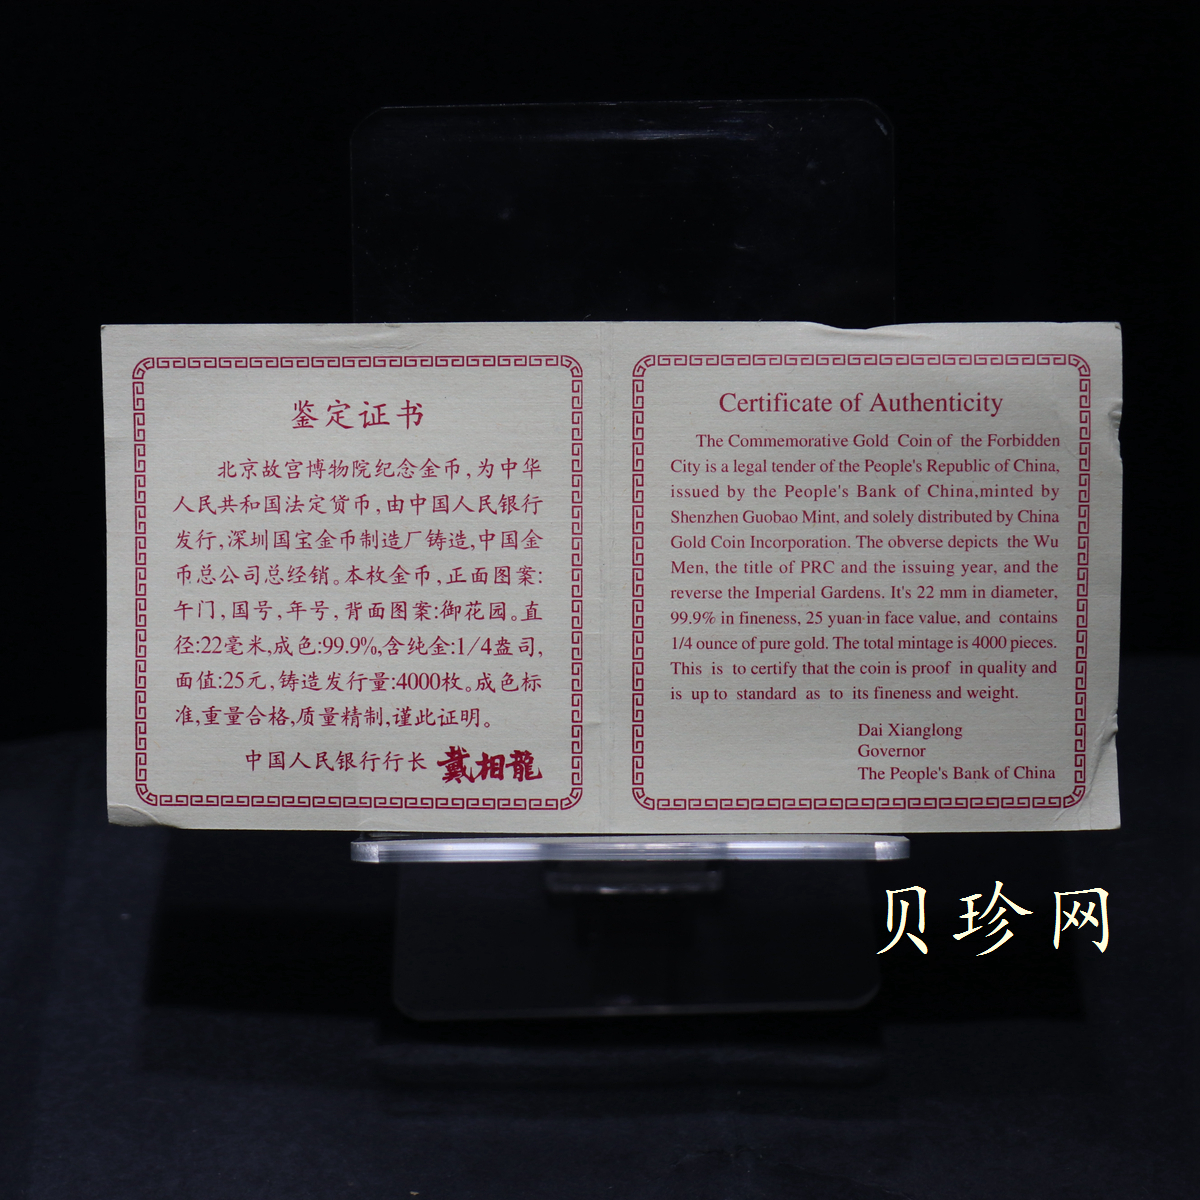 鉴定证书
北京故宫博物院纪念金币,为中华
人民共和国法定货币,由中国人民银行
发行,深圳国宝金币制造厂铸造,中国金
币总公司总经销。本枚金币,正面图案:
午门,国号,年号,背面图案:御花园。直
径:22毫米,成色:99.9%,含纯金:1/4盎司,
面值:25元,铸造发行量:4000枚。成色标
准,重量合格,质量精制,谨此证明。
中国人民银行行长 戴相龍
Certificate of Authenticity
The Commemorative Gold Coin of the Forbidden
City is a legal tender of the People's Republic of China,
issued by the People's Bank of China,minted by
Shenzhen Guobao Mint, and solely distributed by China
Gold Coin Incorporation. The obverse depicts the Wu
Men, the title of PRC and the issuing year, and the
reverse the Imperial Gardens. It's 22 mm in diameter,
99.9% in fineness, 25 yuan in face value, and contains
1/4 ounce of pure gold. The total mintage is 4000 pieces.
This is to certify that the coin is proof in quality and
is up to standard as to its fineness and weight.
Dai Xianglong
Governor
The People's Bank of China
贝珍网